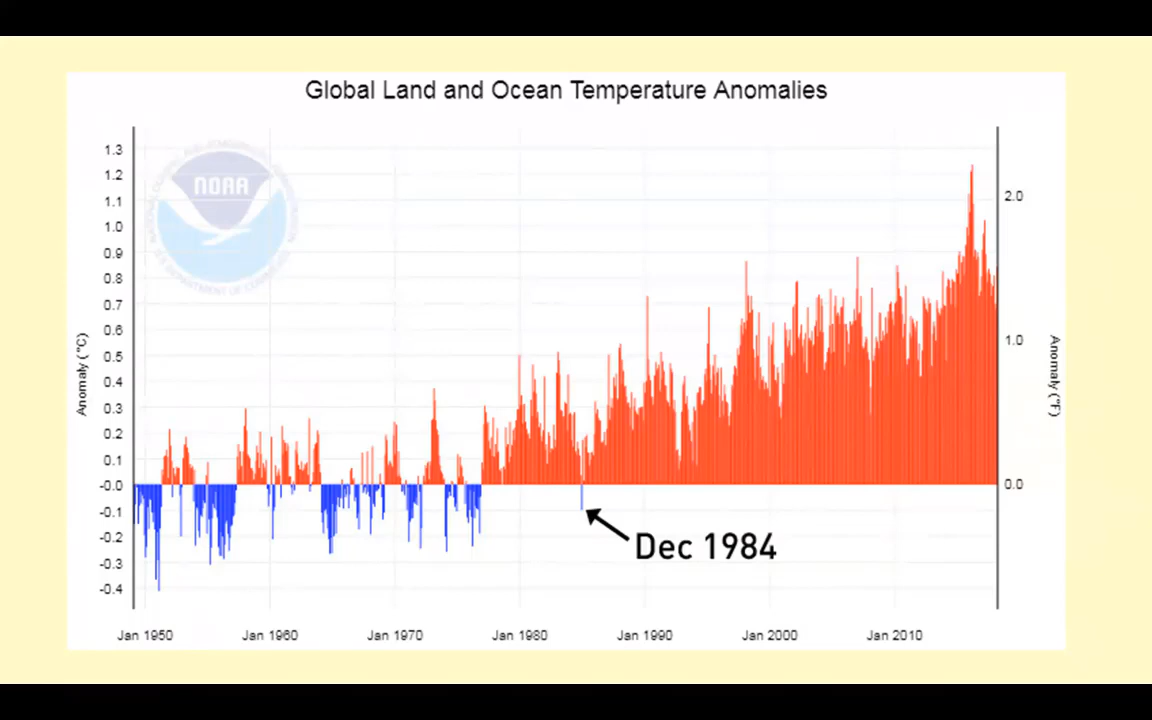 Global Land and Ocean Temperature Anomalies
NOAA
1.3
1.2
1.1
1.0
0.9
0.8
0.7
0.6
0.5
0.4
0.3
0.2
0.1
-0.0
-0.1
-0.2
-0.3
-0.4
Anomaly (°C)
2.0
1.0
0.0
Anomaly (°F)
Dec 1984
Jan 1950
Jan 1960
Jan 1970
Jan 1980
Jan 1990
Jan 2000
Jan 2010